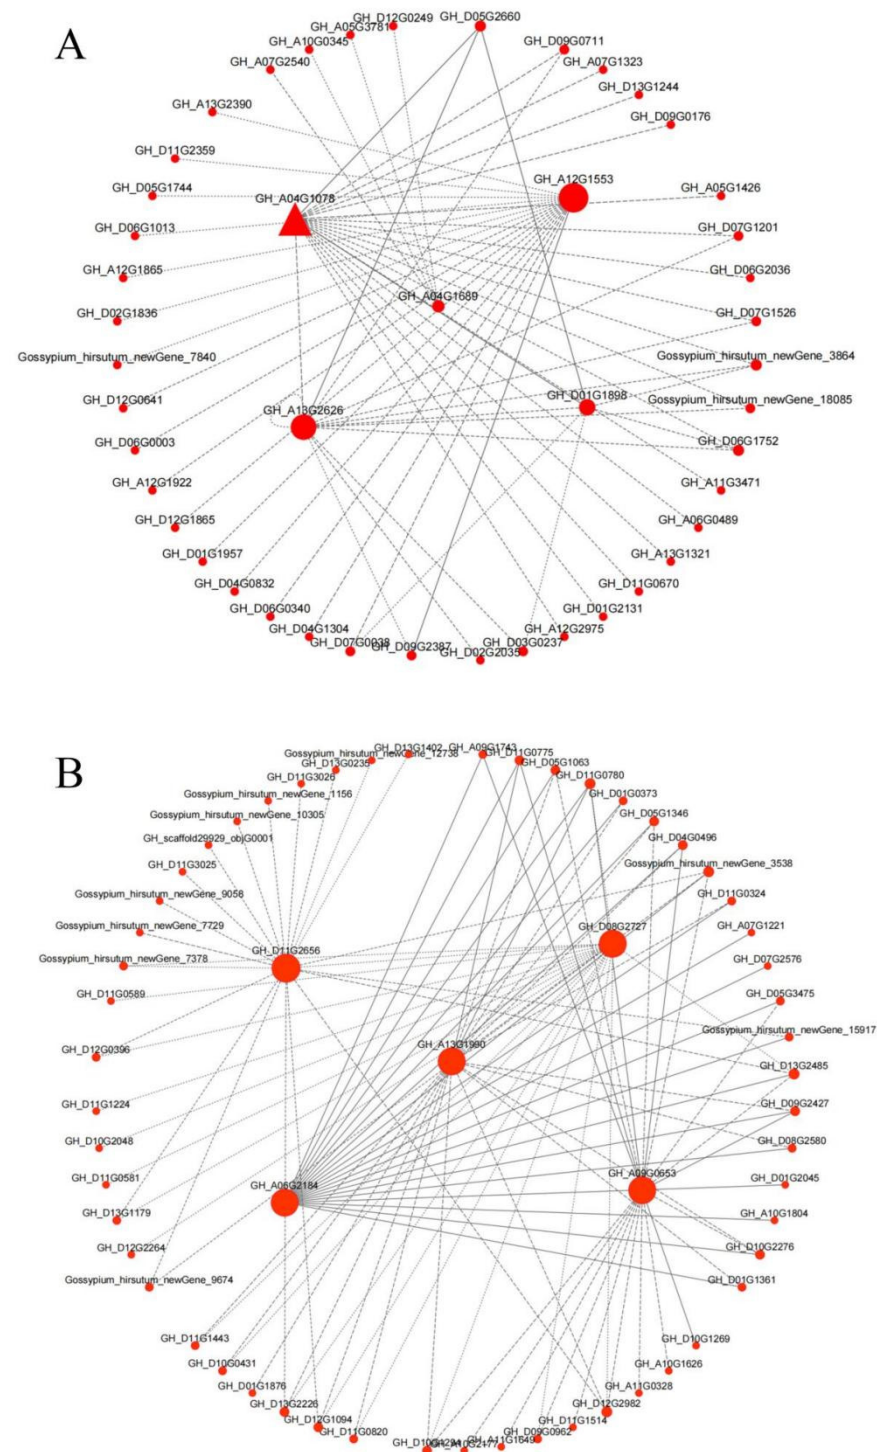 A
GH_D12G0249
GH_D05G2660
GH_A05G3781
GH_A10G0345
GH_D09G0711
GH_A07G2540
GH_A07G1323
GH_D13G1244
GH_A13G2390
GH_D09G0176
GH_D11G2359
GH_A12G1553
GH_D05G1744
GH_A04G1078
GH_A05G1426
GH_D06G1013
GH_D07G1201
GH_A12G1865
GH_D06G2036
GH_A04G1689
GH_D02G1836
GH_D07G1526
Gossypium_hirsutum_newGene_7840
Gossypium_hirsutum_newGene_3864
GH_D12G0641
GH_A13G2626
GH_D01G1898
Gossypium_hirsutum_newGene_18085
GH_D06G0003
GH_D06G1752
GH_A12G1922
GH_A11G3471
GH_D12G1865
GH_A06G0489
GH_D01G1957
GH_A13G1321
GH_D04G0832
GH_D11G0670
GH_D06G0340
GH_D01G2131
GH_D04G1304
GH_A12G2975
GH_D07G0038
GH_D03G0237
GH_D09G2387
GH_D02G2035
B
GH_D13G1402
GH_A09G1743
Gossypium_hirsutum_newGene_12738
GH_D11G0775
GH_D13G0235
GH_D05G1063
GH_D11G3026
GH_D11G0780
Gossypium_hirsutum_newGene_1156
GH_D01G0373
Gossypium_hirsutum_newGene_10305
GH_D05G1346
GH_scaffold29929_objG0001
GH_D04G0496
GH_D11G3025
Gossypium_hirsutum_newGene_3538
Gossypium_hirsutum_newGene_9058
GH_D11G0324
Gossypium_hirsutum_newGene_7729
GH_D08G2727
GH_A07G1221
Gossypium_hirsutum_newGene_7378
GH_D11G2656
GH_D07G2576
GH_D11G0589
GH_D05G3475
Gossypium_hirsutum_newGene_15917
GH_D12G0396
GH_A13G1990
GH_D13G2485
GH_D11G1224
GH_D09G2427
GH_D10G2048
GH_D08G2580
GH_D11G0581
GH_A06G2184
GH_A09G0653
GH_D01G2045
GH_D13G1179
GH_A10G1804
GH_D12G2264
GH_D10G2276
Gossypium_hirsutum_newGene_9674
GH_D01G1361
GH_D11G1443
GH_D10G1269
GH_D10G0431
GH_A10G1626
GH_D01G1876
GH_A11G0328
GH_D13G2226
GH_D12G2982
GH_D12G1094
GH_D11G1514
GH_D11G0820
GH_D09G0962
GH_A11G1649